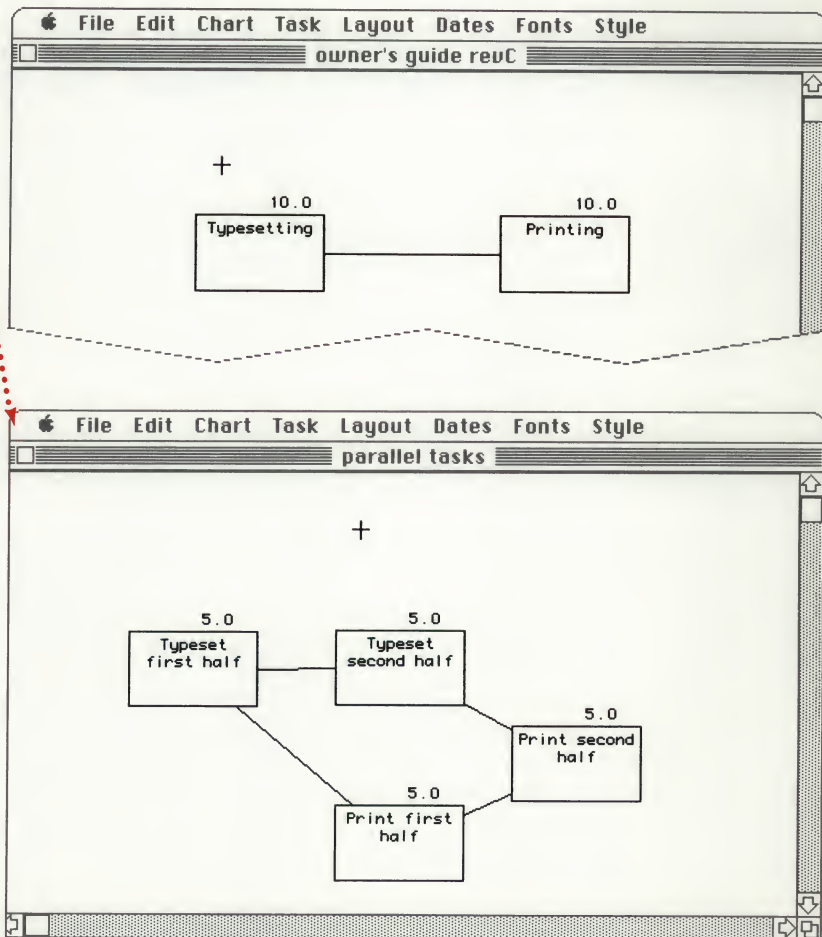 File Edit Chart Task Layout Dates Fonts Style
owner's guide revC
10.0 10.0
Typesetting Printing
File Edit Chart Task Layout Dates Fonts Style
parallel tasks
5.0 5.0
Typeset
first half
Typeset
second half
5.0
Print second
half
5.0
Print first
half